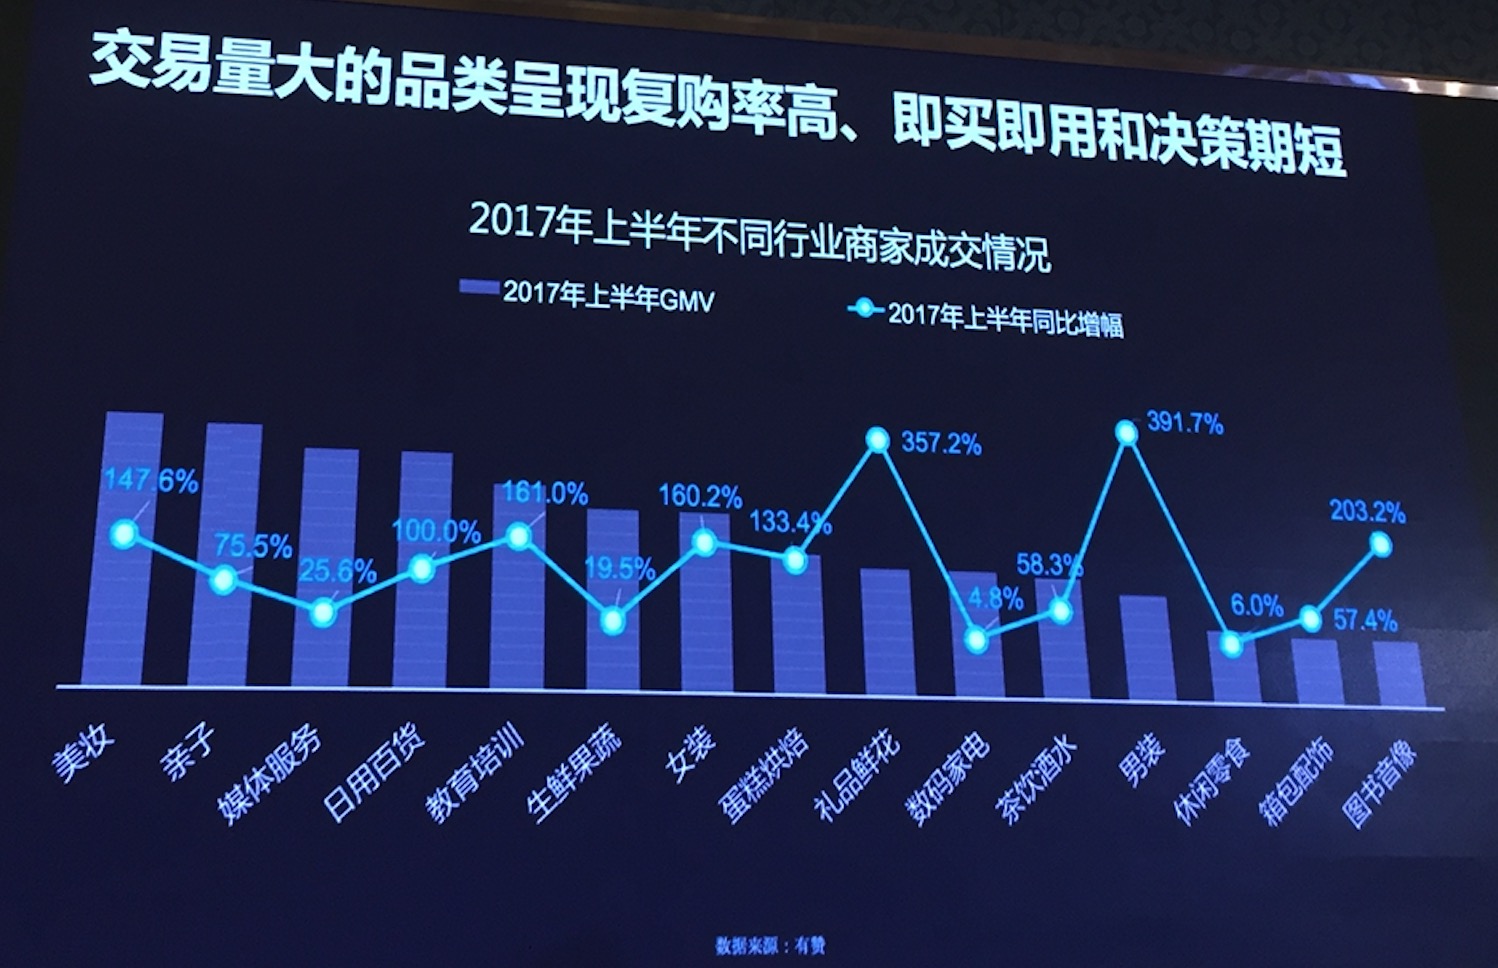 交易量大的品类呈现复购率高、即买即用和决策期短
2017年上半年不同行业商家成交情况
2017年上半年GMV
2017年上半年同比增幅
147.6%
75.5%
25.6%
100.0%
161.0%
19.5%
160.2%
133.4%
357.2%
4.8%
58.3%
391.7%
6.0%
57.4%
203.2%
美妆
亲子
媒体服务
日用百货
教育培训
生鲜果蔬
女装
蛋糕烘焙
礼品鲜花
数码家电
茶饮酒水
男装
休闲零食
箱包配饰
图书音像
数据来源：有赞